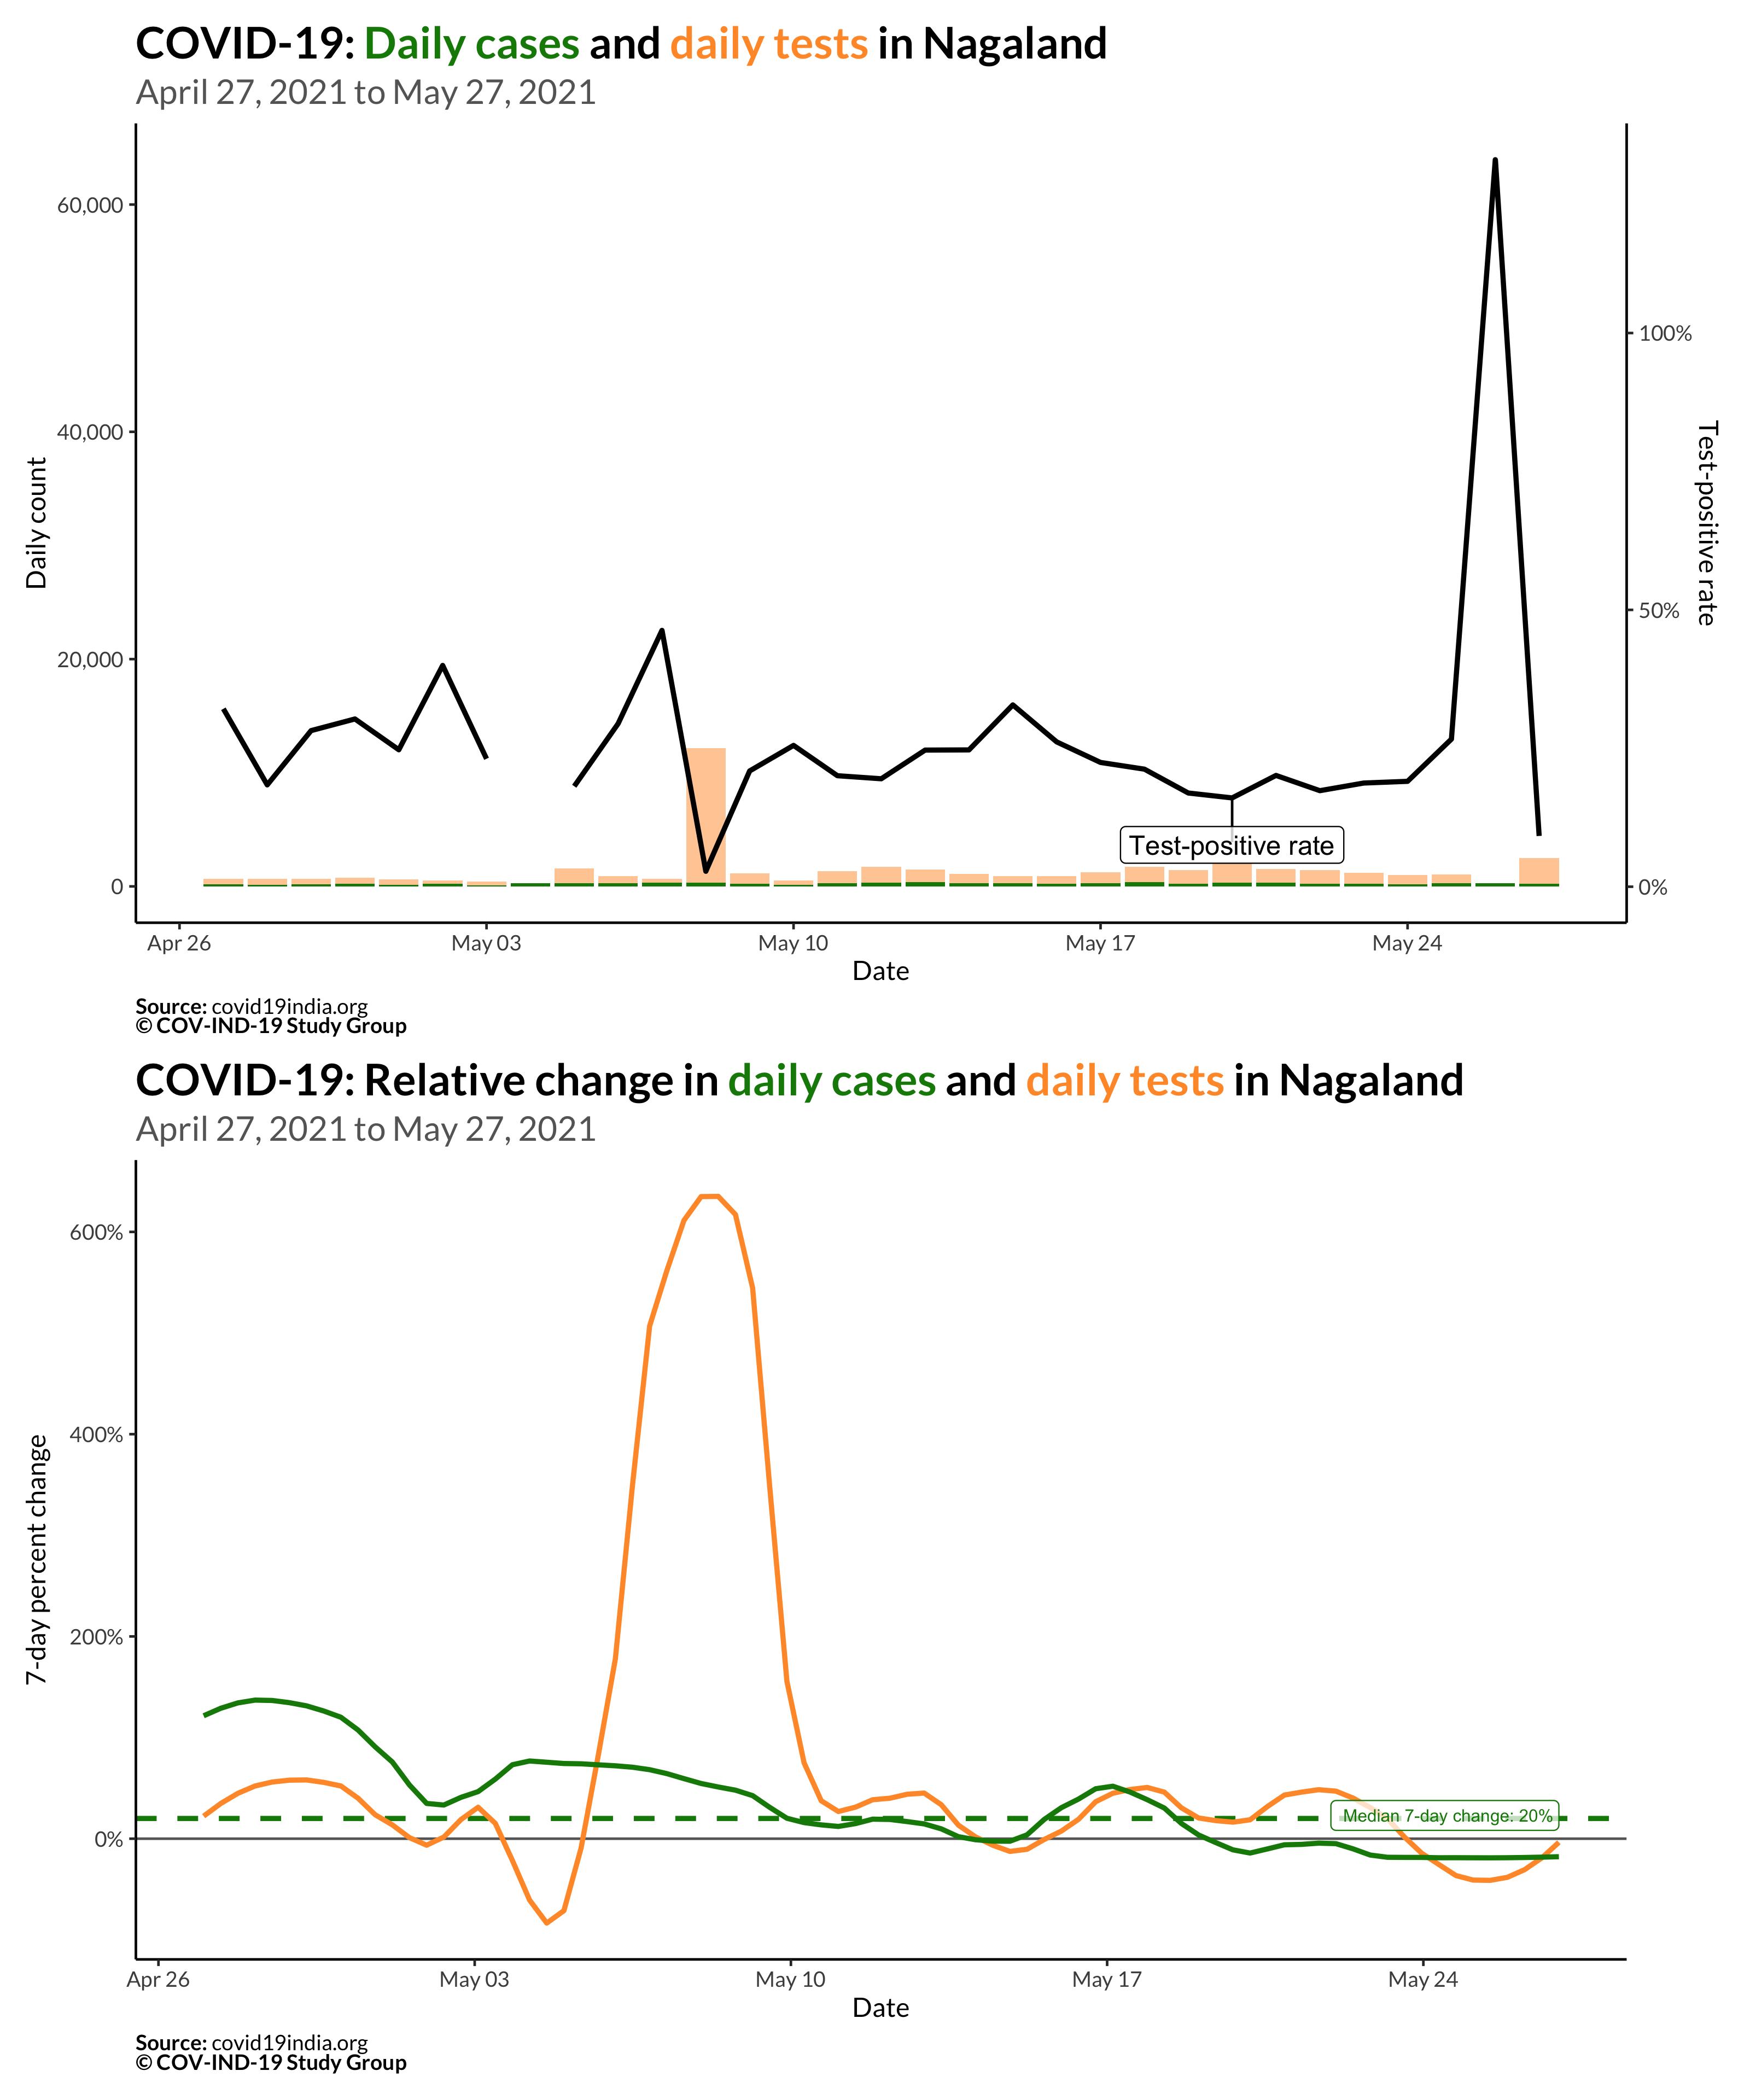 COVID-19: Daily cases and daily tests in Nagaland
April 27, 2021 to May 27, 2021
60,000
40,000
20,000
0
Daily count
100%
50%
0%
Test-positive rate
Test-positive rate
Apr 26
May 03
May 10
May 17
May 24
Date
Source: covid19india.org
© COV-IND-19 Study Group
COVID-19: Relative change in daily cases and daily tests in Nagaland
April 27, 2021 to May 27, 2021
600%
400%
200%
0%
7-day percent change
Median 7-day change: 20%
Apr 26
May 03
May 10
May 17
May 24
Date
Source: covid19india.org
© COV-IND-19 Study Group